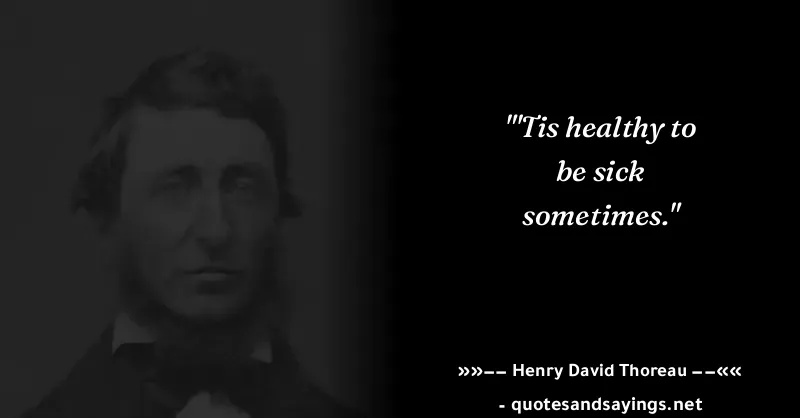 "'Tis healthy to
be sick
sometimes."
»»–– Henry David Thoreau ––««
- quotesandsayings.net